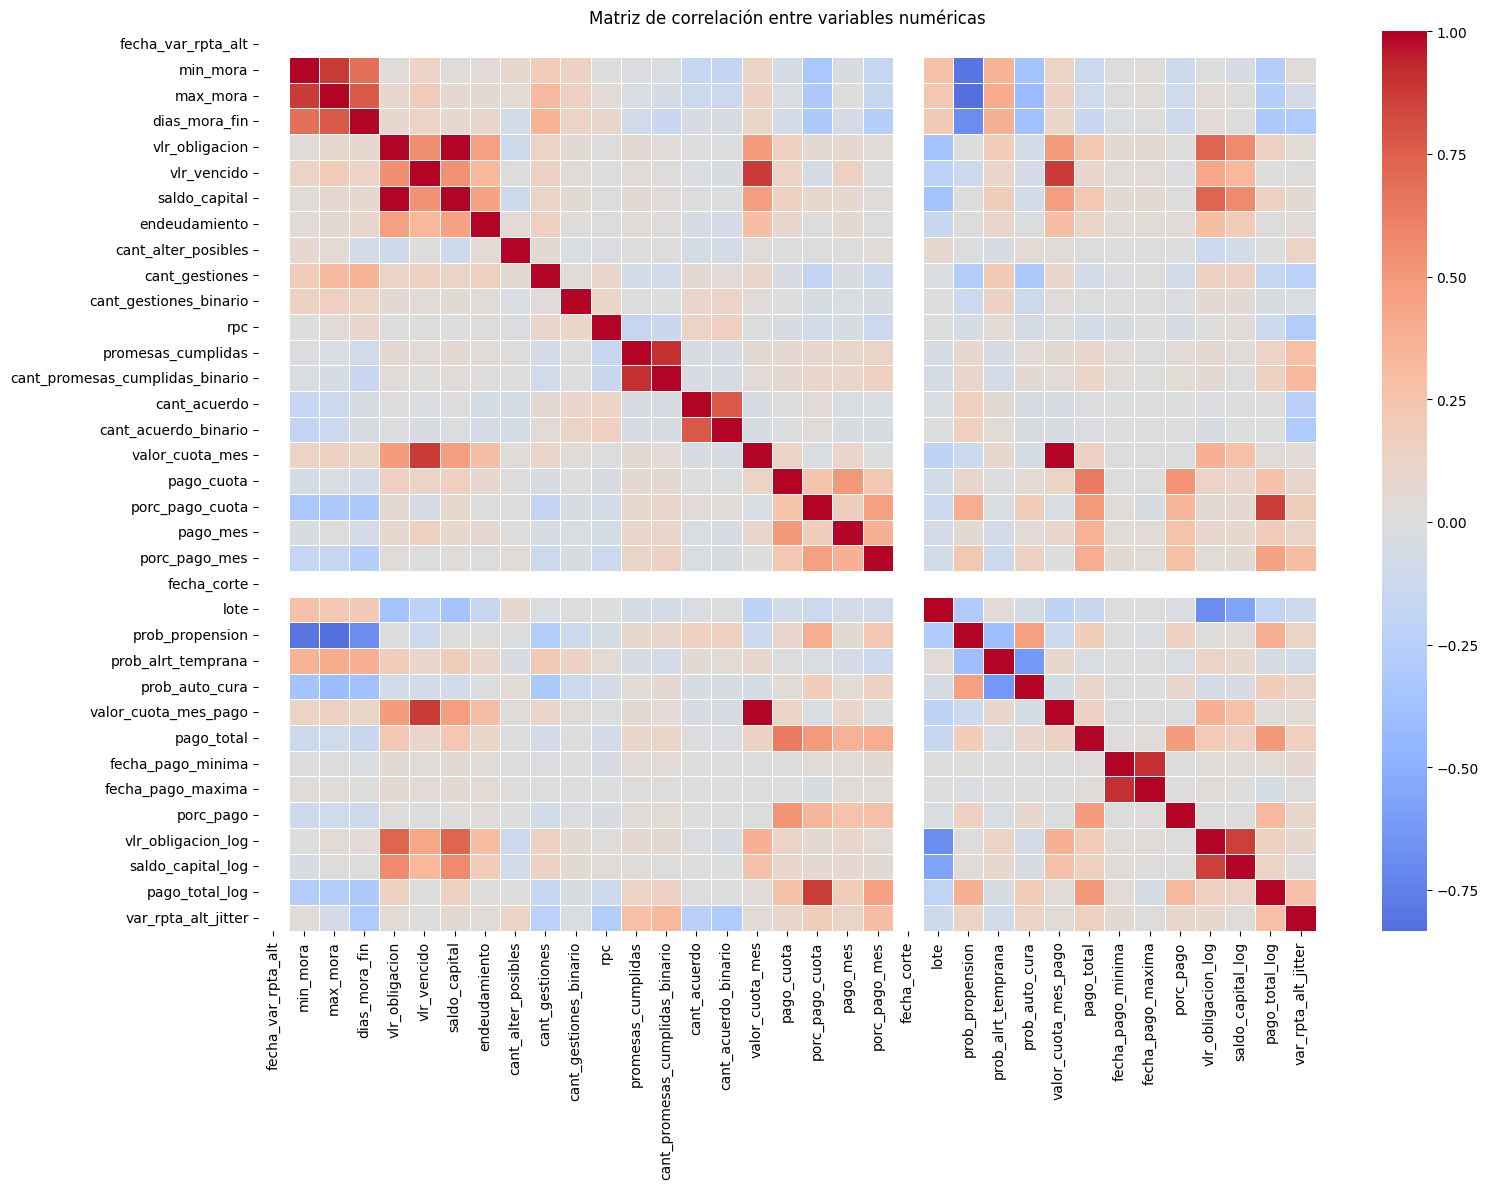 Matriz de correlación entre variables numéricas
fecha_var_rpta_alt
min_mora
max_mora
dias_mora_fin
vlr_obligacion
vlr_vencido
saldo_capital
endeudamiento
cant_alter_posibles
cant_gestiones
cant_gestiones_binario
rpc
promesas_cumplidas
cant_promesas_cumplidas_binario
cant_acuerdo
cant_acuerdo_binario
valor_cuota_mes
pago_cuota
porc_pago_cuota
pago_mes
porc_pago_mes
fecha_corte
lote
prob_propension
prob_alrt_temprana
prob_auto_cura
valor_cuota_mes_pago
pago_total
fecha_pago_minima
fecha_pago_maxima
porc_pago
vlr_obligacion_log
saldo_capital_log
pago_total_log
var_rpta_alt_jitter
fecha_var_rpta_alt
min_mora
max_mora
dias_mora_fin
vlr_obligacion
vlr_vencido
saldo_capital
endeudamiento
cant_alter_posibles
cant_gestiones
cant_gestiones_binario
rpc
promesas_cumplidas
cant_promesas_cumplidas_binario
cant_acuerdo
cant_acuerdo_binario
valor_cuota_mes
pago_cuota
porc_pago_cuota
pago_mes
porc_pago_mes
fecha_corte
lote
prob_propension
prob_alrt_temprana
prob_auto_cura
valor_cuota_mes_pago
pago_total
fecha_pago_minima
fecha_pago_maxima
porc_pago
vlr_obligacion_log
saldo_capital_log
pago_total_log
var_rpta_alt_jitter
1.00
0.75
0.50
0.25
0.00
−0.25
−0.50
−0.75